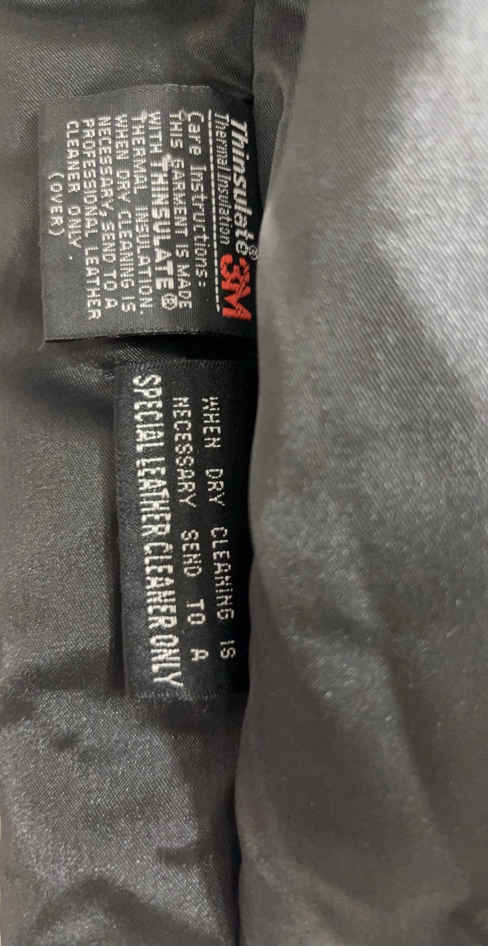 Thinsulate® 3M
Thermal Insulation
Care Instructions:
THIS GARMENT IS MADE
WITH THINSULATE®
THERMAL INSULATION.
WHEN DRY CLEANING IS
NECESSARY, SEND TO A
PROFESSIONAL LEATHER
CLEANER ONLY.
(OVER)
WHEN DRY CLEANING IS
NECESSARY SEND TO A
SPECIAL LEATHER CLEANER ONLY